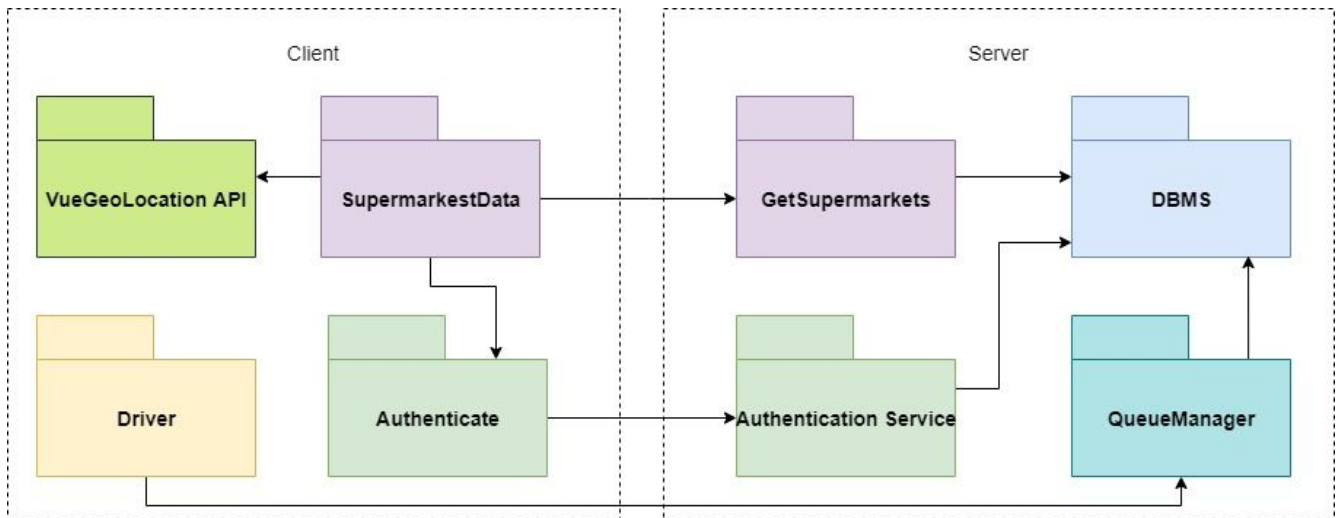 Client
Server
VueGeoLocation API
SupermarkestData
GetSupermarkets
DBMS
Driver
Authenticate
Authentication Service
QueueManager